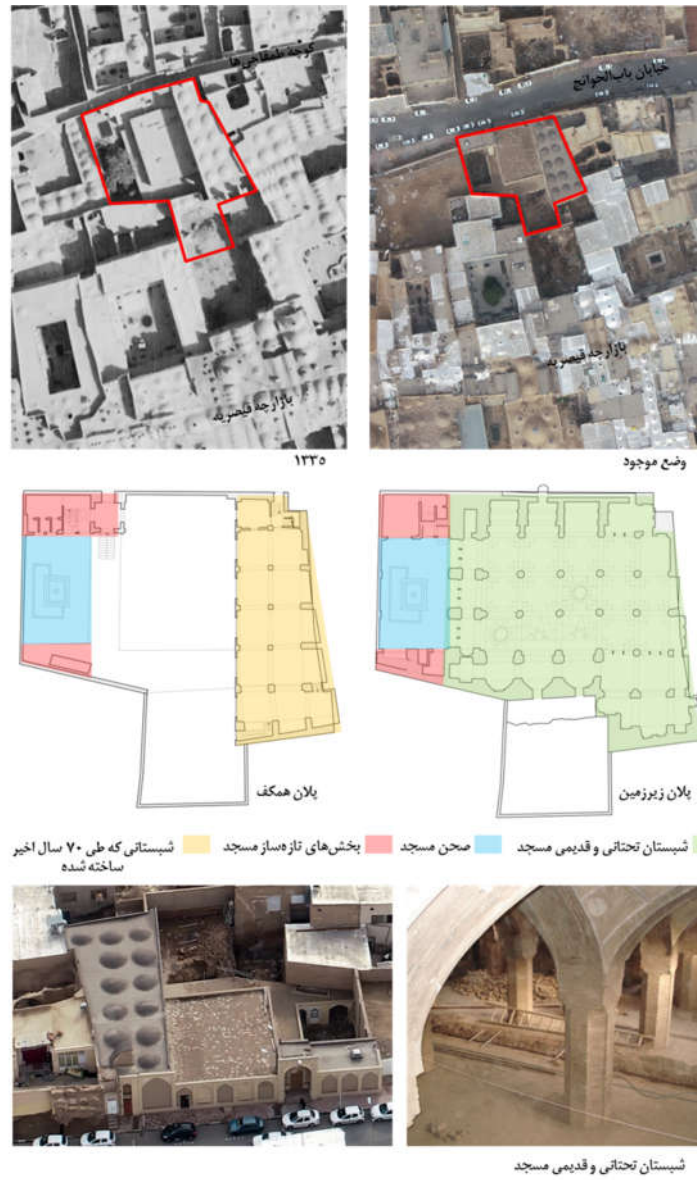 خیابان باب‌الحوائج
بازارچه قیصریه
وضع موجود
کوچه طمقاچی‌ها
بازارچه قیصریه
۱۳۳۵
پلان زیرزمین
پلان همکف
شبستان تحتانی و قدیمی مسجد
صحن مسجد
بخش‌های تازه‌ساز مسجد
شبستانی که طی ۷۰ سال اخیر
ساخته شده
شبستان تحتانی و قدیمی مسجد